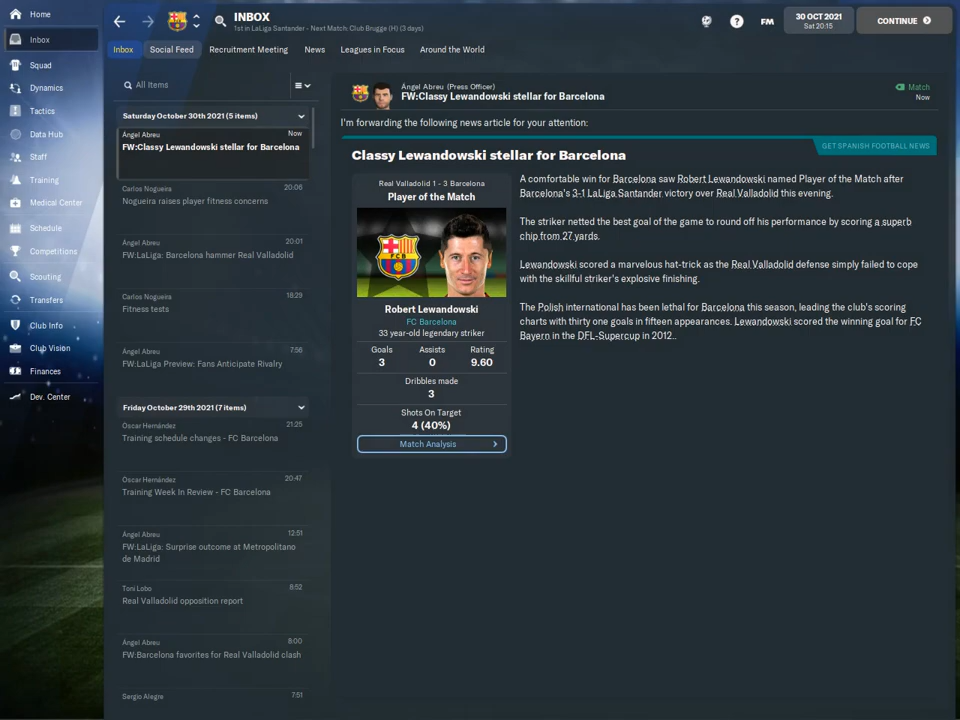 Home
Inbox
Squad
Dynamics
Tactics
Data Hub
Staff
Training
Medical Center
Schedule
Competitions
Scouting
Transfers
Club Info
Club Vision
Finances
Dev. Center
INBOX
1st in LaLiga Santander - Next Match: Club Brugge (H) (3 days)
?
FM
30 OCT 2021
Sat 20:15
CONTINUE
Inbox
Social Feed
Recruitment Meeting
News
Leagues in Focus
Around the World
All Items
Saturday October 30th 2021 (5 items)
Ángel Abreu
Now
FW:Classy Lewandowski stellar for Barcelona
Carlos Nogueira
20:06
Nogueira raises player fitness concerns
Ángel Abreu
20:01
FW:LaLiga: Barcelona hammer Real Valladolid
Carlos Nogueira
18:29
Fitness tests
Ángel Abreu
7:56
FW:LaLiga Preview: Fans Anticipate Rivalry
Friday October 29th 2021 (7 items)
Óscar Hernández
21:25
Training schedule changes - FC Barcelona
Óscar Hernández
20:47
Training Week In Review - FC Barcelona
Ángel Abreu
12:51
FW:LaLiga: Surprise outcome at Metropolitano
de Madrid
Toni Lobo
8:52
Real Valladolid opposition report
Ángel Abreu
8:00
FW:Barcelona favorites for Real Valladolid clash
Sergio Alegre
7:51
Ángel Abreu (Press Officer)
FW:Classy Lewandowski stellar for Barcelona
Match
Now
I'm forwarding the following news article for your attention:
GET SPANISH FOOTBALL NEWS
Classy Lewandowski stellar for Barcelona
Real Valladolid 1 - 3 Barcelona
Player of the Match
FCB
Robert Lewandowski
FC Barcelona
33 year-old legendary striker
Goals
Assists
Rating
3
0
9.60
Dribbles made
3
Shots On Target
4 (40%)
Match Analysis
A comfortable win for Barcelona saw Robert Lewandowski named Player of the Match after
Barcelona's 3-1 LaLiga Santander victory over Real Valladolid this evening.
The striker netted the best goal of the game to round off his performance by scoring a superb
chip from 27 yards.
Lewandowski scored a marvelous hat-trick as the Real Valladolid defense simply failed to cope
with the skillful striker's explosive finishing.
The Polish international has been lethal for Barcelona this season, leading the club's scoring
charts with thirty one goals in fifteen appearances. Lewandowski scored the winning goal for FC
Bayern in the DFL-Supercup in 2012..